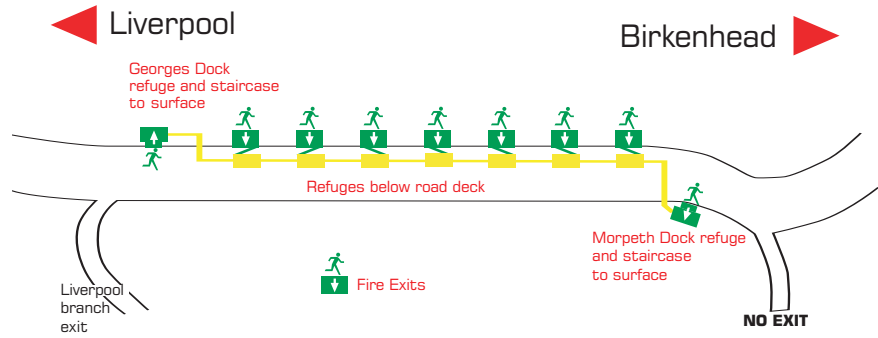 Liverpool
Birkenhead
Georges Dock
refuge and staircase
to surface
Refuges below road deck
Morpeth Dock refuge
and staircase
to surface
Fire Exits
Liverpool
branch
exit
NO EXIT